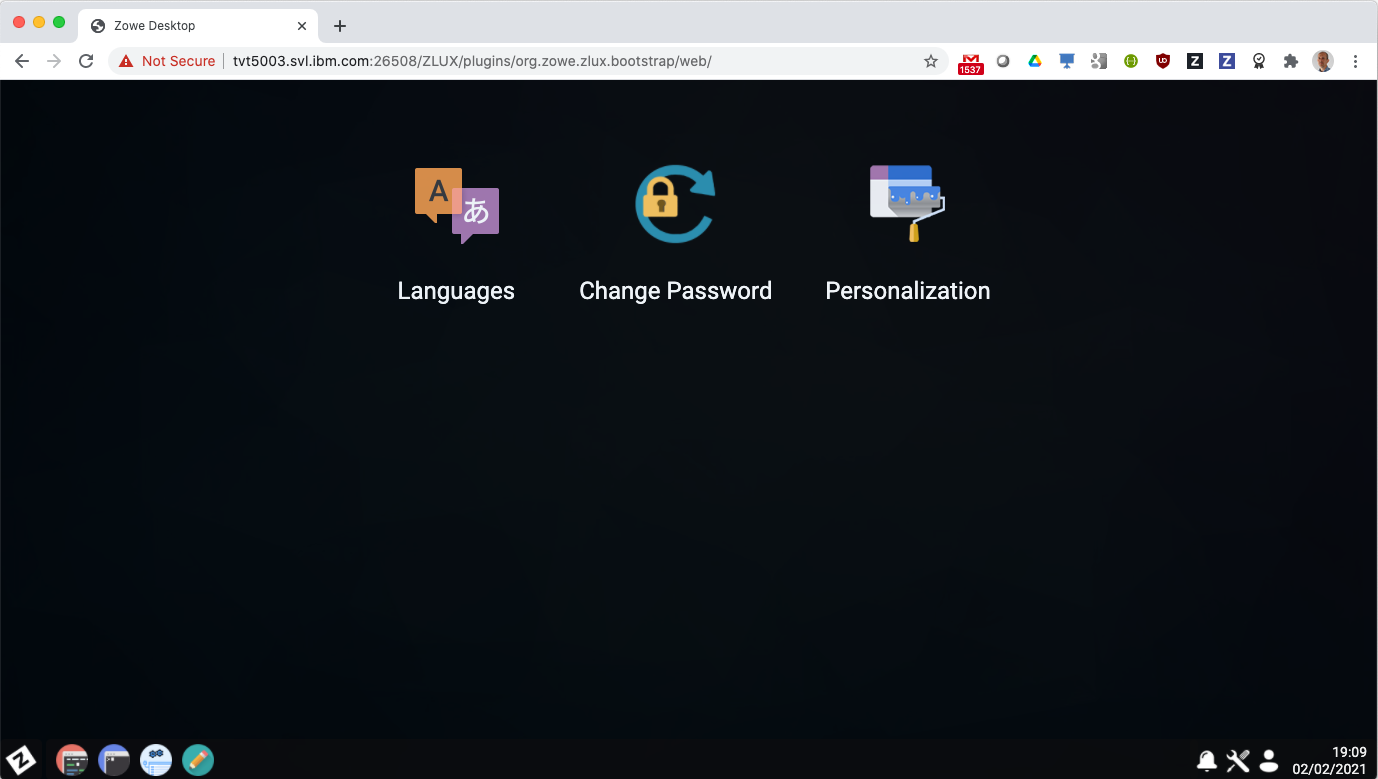 Zowe Desktop
Not Secure
tvt5003.svl.ibm.com:26508/ZLUX/plugins/org.zowe.zlux.bootstrap/web/
1537
A
あ
Languages
Change Password
Personalization
19:09
02/02/2021